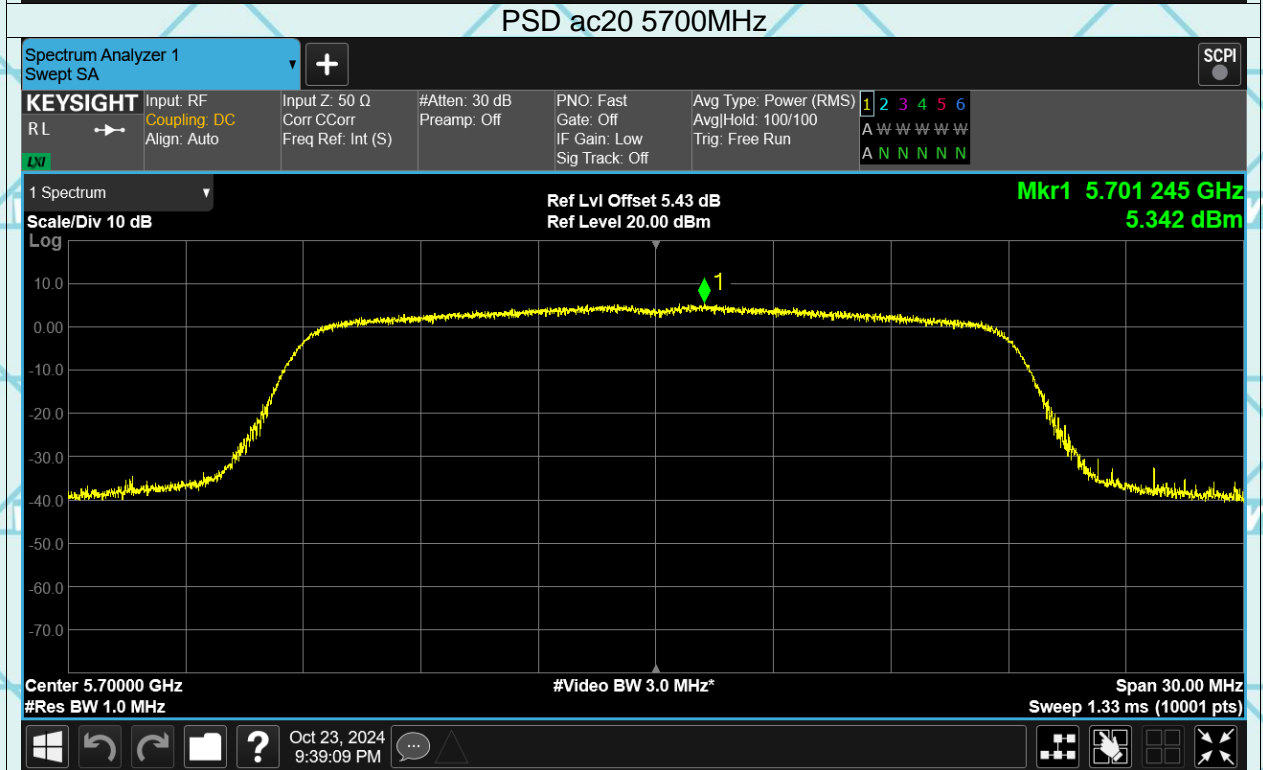 PSD ac20 5700MHz
Spectrum Analyzer 1
Swept SA
SCPI
KEYSIGHT
RL
LXI
Input: RF
Coupling: DC
Align: Auto
Input Z: 50 Ω
Corr CCorr
Freq Ref: Int (S)
#Atten: 30 dB
Preamp: Off
PNO: Fast
Gate: Off
IF Gain: Low
Sig Track: Off
Avg Type: Power (RMS)
Avg|Hold: 100/100
Trig: Free Run
1 2 3 4 5 6
A W W W W W
A N N N N N
1 Spectrum
Scale/Div 10 dB
Log
Ref Lvl Offset 5.43 dB
Ref Level 20.00 dBm
Mkr1 5.701 245 GHz
5.342 dBm
1
10.0
0.00
-10.0
-20.0
-30.0
-40.0
-50.0
-60.0
-70.0
Center 5.70000 GHz
#Res BW 1.0 MHz
#Video BW 3.0 MHz*
Span 30.00 MHz
Sweep 1.33 ms (10001 pts)
?
Oct 23, 2024
9:39:09 PM